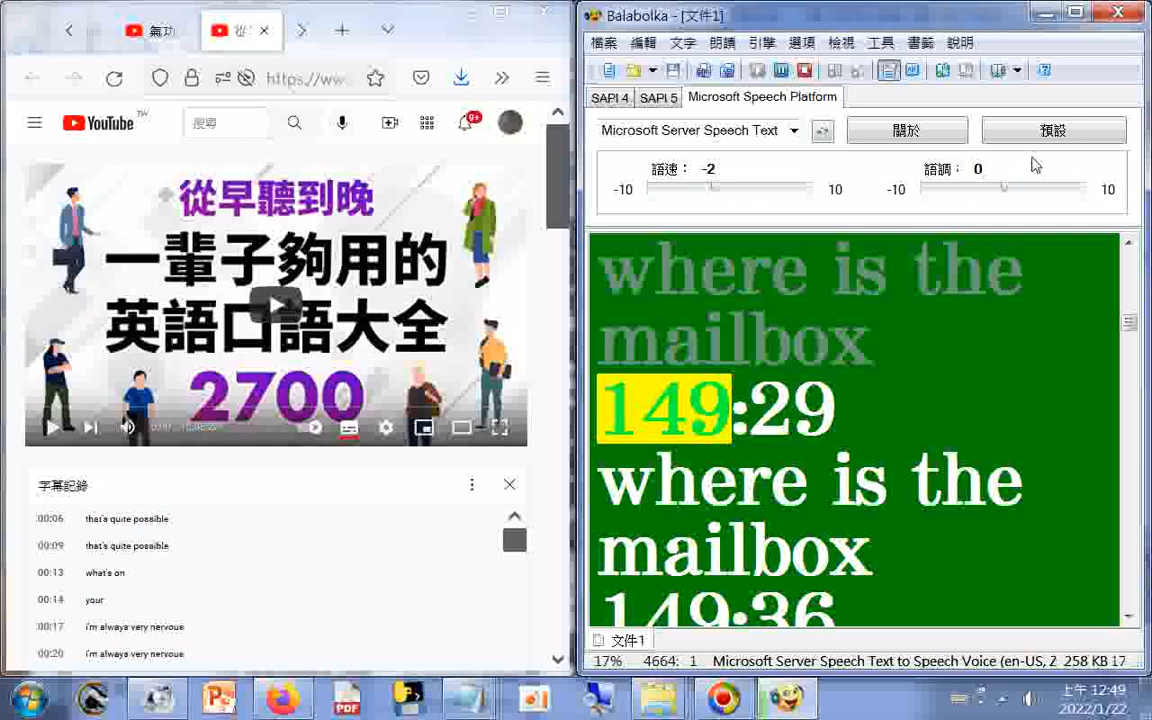 氣功
從
https://www.
YouTube TW
搜尋
9+
從早聽到晚
一輩子夠用的
英語口語大全
2700
字幕記錄
00:06 that's quite possible
00:09 that's quite possible
00:13 what's on
00:14 your
00:17 i'm always very nervous
00:20 i'm always very nervous
Balabolka - [文件1]
檔案 編輯 文字 朗讀 引擎 選項 檢視 工具 書籤 說明
SAPI 4 SAPI 5 Microsoft Speech Platform
Microsoft Server Speech Text 關於 預設
語速： -2 語調： 0
-10 10 -10 10
where is the
mailbox
149:29
where is the
mailbox
149:36
文件1
17% 4664: 1 Microsoft Server Speech Text to Speech Voice (en-US, Z 258 KB 17
PDF
上午 12:49
2022/1/22